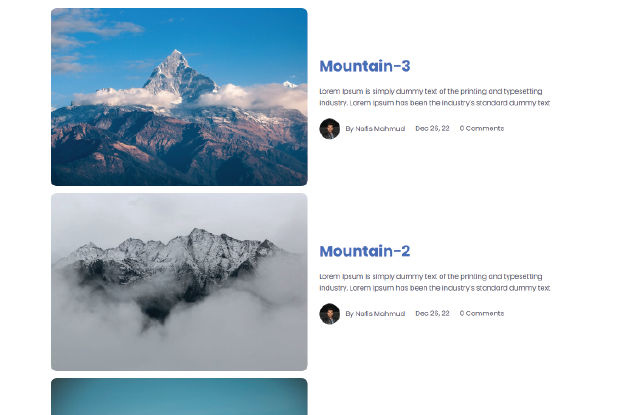 Mountain-3
Lorem Ipsum is simply dummy text of the printing and typesetting
industry. Lorem Ipsum has been the industry's standard dummy text
By Nafis Mahmud Dec 26, 22 0 Comments
Mountain-2
Lorem Ipsum is simply dummy text of the printing and typesetting
industry. Lorem Ipsum has been the industry's standard dummy text
By Nafis Mahmud Dec 26, 22 0 Comments